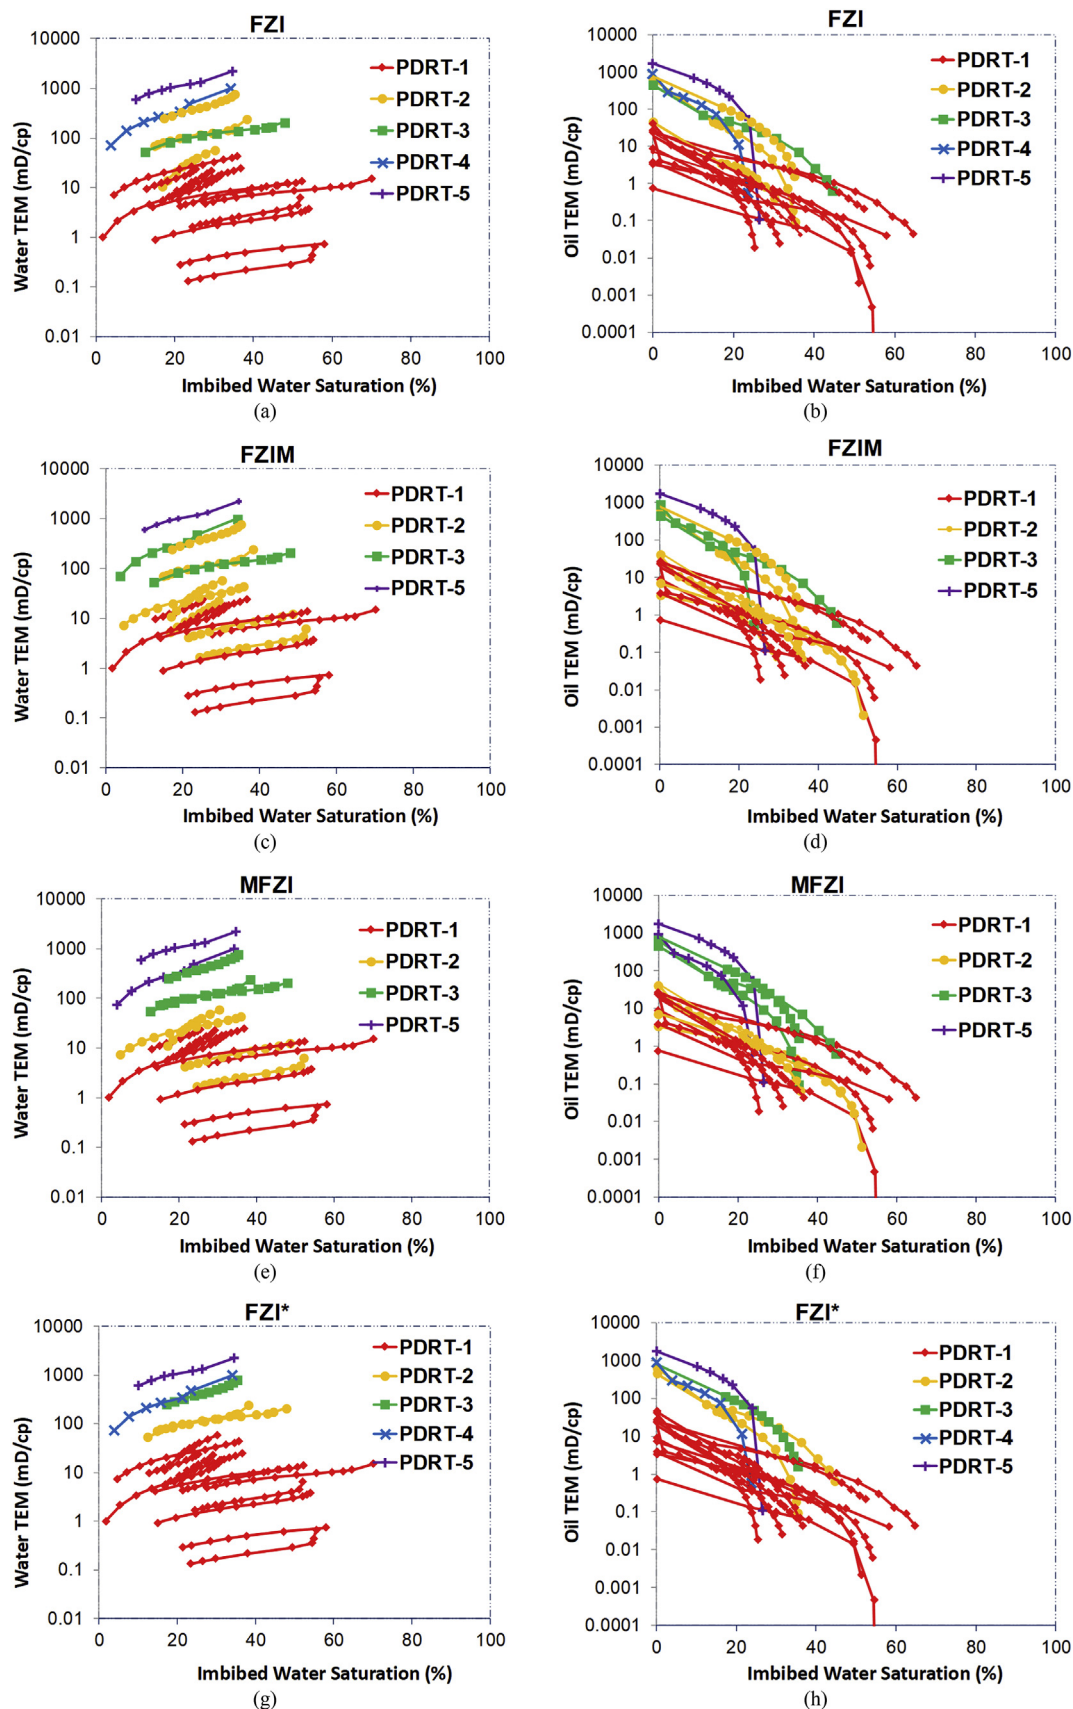 FZI
10000
1000
100
10
1
0.1
0.01
0 20 40 60 80 100
Water TEM (mD/cp)
Imbibed Water Saturation (%)
PDRT-1
PDRT-2
PDRT-3
PDRT-4
PDRT-5
(a)
FZI
10000
1000
100
10
1
0.1
0.01
0.001
0.0001
0 20 40 60 80 100
Oil TEM (mD/cp)
Imbibed Water Saturation (%)
PDRT-1
PDRT-2
PDRT-3
PDRT-4
PDRT-5
(b)
FZIM
10000
1000
100
10
1
0.1
0.01
0 20 40 60 80 100
Water TEM (mD/cp)
Imbibed Water Saturation (%)
PDRT-1
PDRT-2
PDRT-3
PDRT-5
(c)
FZIM
10000
1000
100
10
1
0.1
0.01
0.001
0.0001
0 20 40 60 80 100
Oil TEM (mD/cp)
Imbibed Water Saturation (%)
PDRT-1
PDRT-2
PDRT-3
PDRT-5
(d)
MFZI
10000
1000
100
10
1
0.1
0.01
0 20 40 60 80 100
Water TEM (mD/cp)
Imbibed Water Saturation (%)
PDRT-1
PDRT-2
PDRT-3
PDRT-5
(e)
MFZI
10000
1000
100
10
1
0.1
0.01
0.001
0.0001
0 20 40 60 80 100
Oil TEM (mD/cp)
Imbibed Water Saturation (%)
PDRT-1
PDRT-2
PDRT-3
PDRT-5
(f)
FZI*
10000
1000
100
10
1
0.1
0.01
0 20 40 60 80 100
Water TEM (mD/cp)
Imbibed Water Saturation (%)
PDRT-1
PDRT-2
PDRT-3
PDRT-4
PDRT-5
(g)
FZI*
10000
1000
100
10
1
0.1
0.01
0.001
0.0001
0 20 40 60 80 100
Oil TEM (mD/cp)
Imbibed Water Saturation (%)
PDRT-1
PDRT-2
PDRT-3
PDRT-4
PDRT-5
(h)